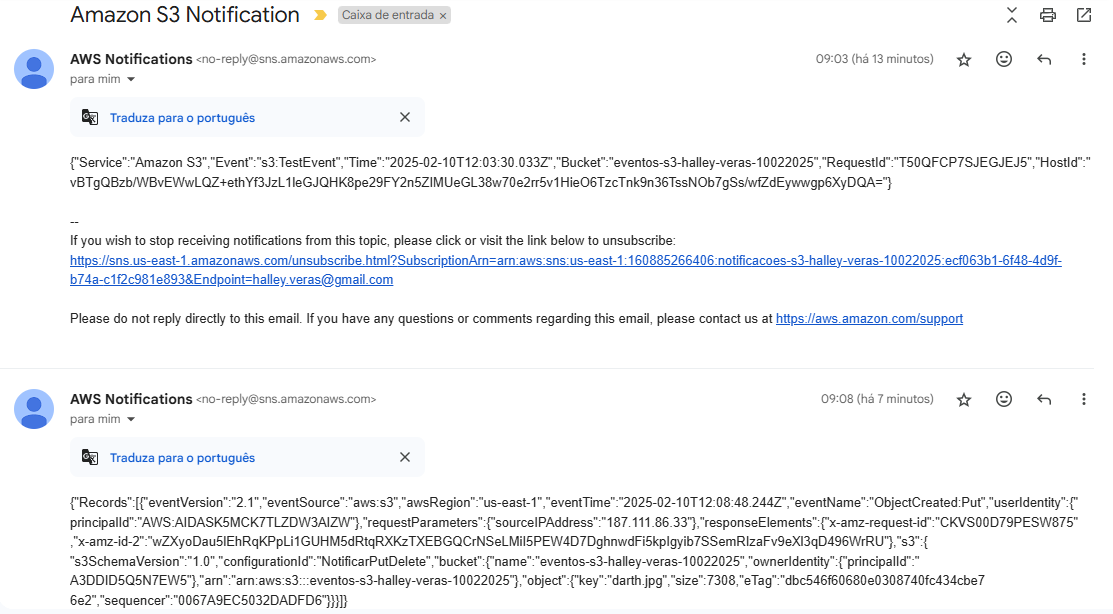 Amazon S3 Notification Caixa de entrada ×
AWS Notifications <no-reply@sns.amazonaws.com> 09:03 (há 13 minutos)
para mim
Traduza para o português
{"Service":"Amazon S3","Event":"s3:TestEvent","Time":"2025-02-10T12:03:30.033Z","Bucket":"eventos-s3-halley-veras-10022025","RequestId":"T50QFCP7SJEGJEJ5","HostId":"
vBTgQBzb/WBvEWwLQZ+ethYf3JzL1leGJQHK8pe29FY2n5ZIMUeGL38w70e2rr5v1HieO6TzcTnk9n36TssNOb7gSs/wfZdEywwgp6XyDQA="}
--
If you wish to stop receiving notifications from this topic, please click or visit the link below to unsubscribe:
https://sns.us-east-1.amazonaws.com/unsubscribe.html?SubscriptionArn=arn:aws:sns:us-east-1:160885266406:notificacoes-s3-halley-veras-10022025:ecf063b1-6f48-4d9f-
b74a-c1f2c981e893&Endpoint=halley.veras@gmail.com
Please do not reply directly to this email. If you have any questions or comments regarding this email, please contact us at https://aws.amazon.com/support
AWS Notifications <no-reply@sns.amazonaws.com> 09:08 (há 7 minutos)
para mim
Traduza para o português
{"Records":[{"eventVersion":"2.1","eventSource":"aws:s3","awsRegion":"us-east-1","eventTime":"2025-02-10T12:08:48.244Z","eventName":"ObjectCreated:Put","userIdentity":{"
principalId":"AWS:AIDASK5MCK7TLZDW3AIZW"},"requestParameters":{"sourceIPAddress":"187.111.86.33"},"responseElements":{"x-amz-request-id":"CKVS00D79PESW875"
,"x-amz-id-2":"wZXyoDau5lEhRqKPpLi1GUHM5dRtqRXKzTXEBGQCrNSeLMiI5PEW4D7DghnwdFi5kpIgyib7SSemRIzaFv9eXl3qD496WrRU"},"s3":{
"s3SchemaVersion":"1.0","configurationId":"NotificarPutDelete","bucket":{"name":"eventos-s3-halley-veras-10022025","ownerIdentity":{"principalId":"
A3DDID5Q5N7EW5"},"arn":"arn:aws:s3:::eventos-s3-halley-veras-10022025"},"object":{"key":"darth.jpg","size":7308,"eTag":"dbc546f60680e0308740fc434cbe7
6e2","sequencer":"0067A9EC5032DADFD6"}}}]}